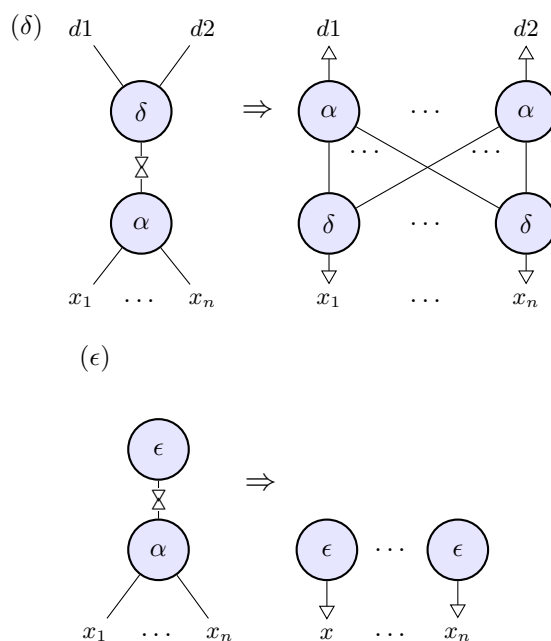 (δ)
d1 d2 d1 d2
δ ⇒ α ... α
... ...
α δ ... δ
x₁ ... xₙ x₁ ... xₙ
(ϵ)
ϵ ⇒
α ϵ ... ϵ
x₁ ... xₙ x ... xₙ